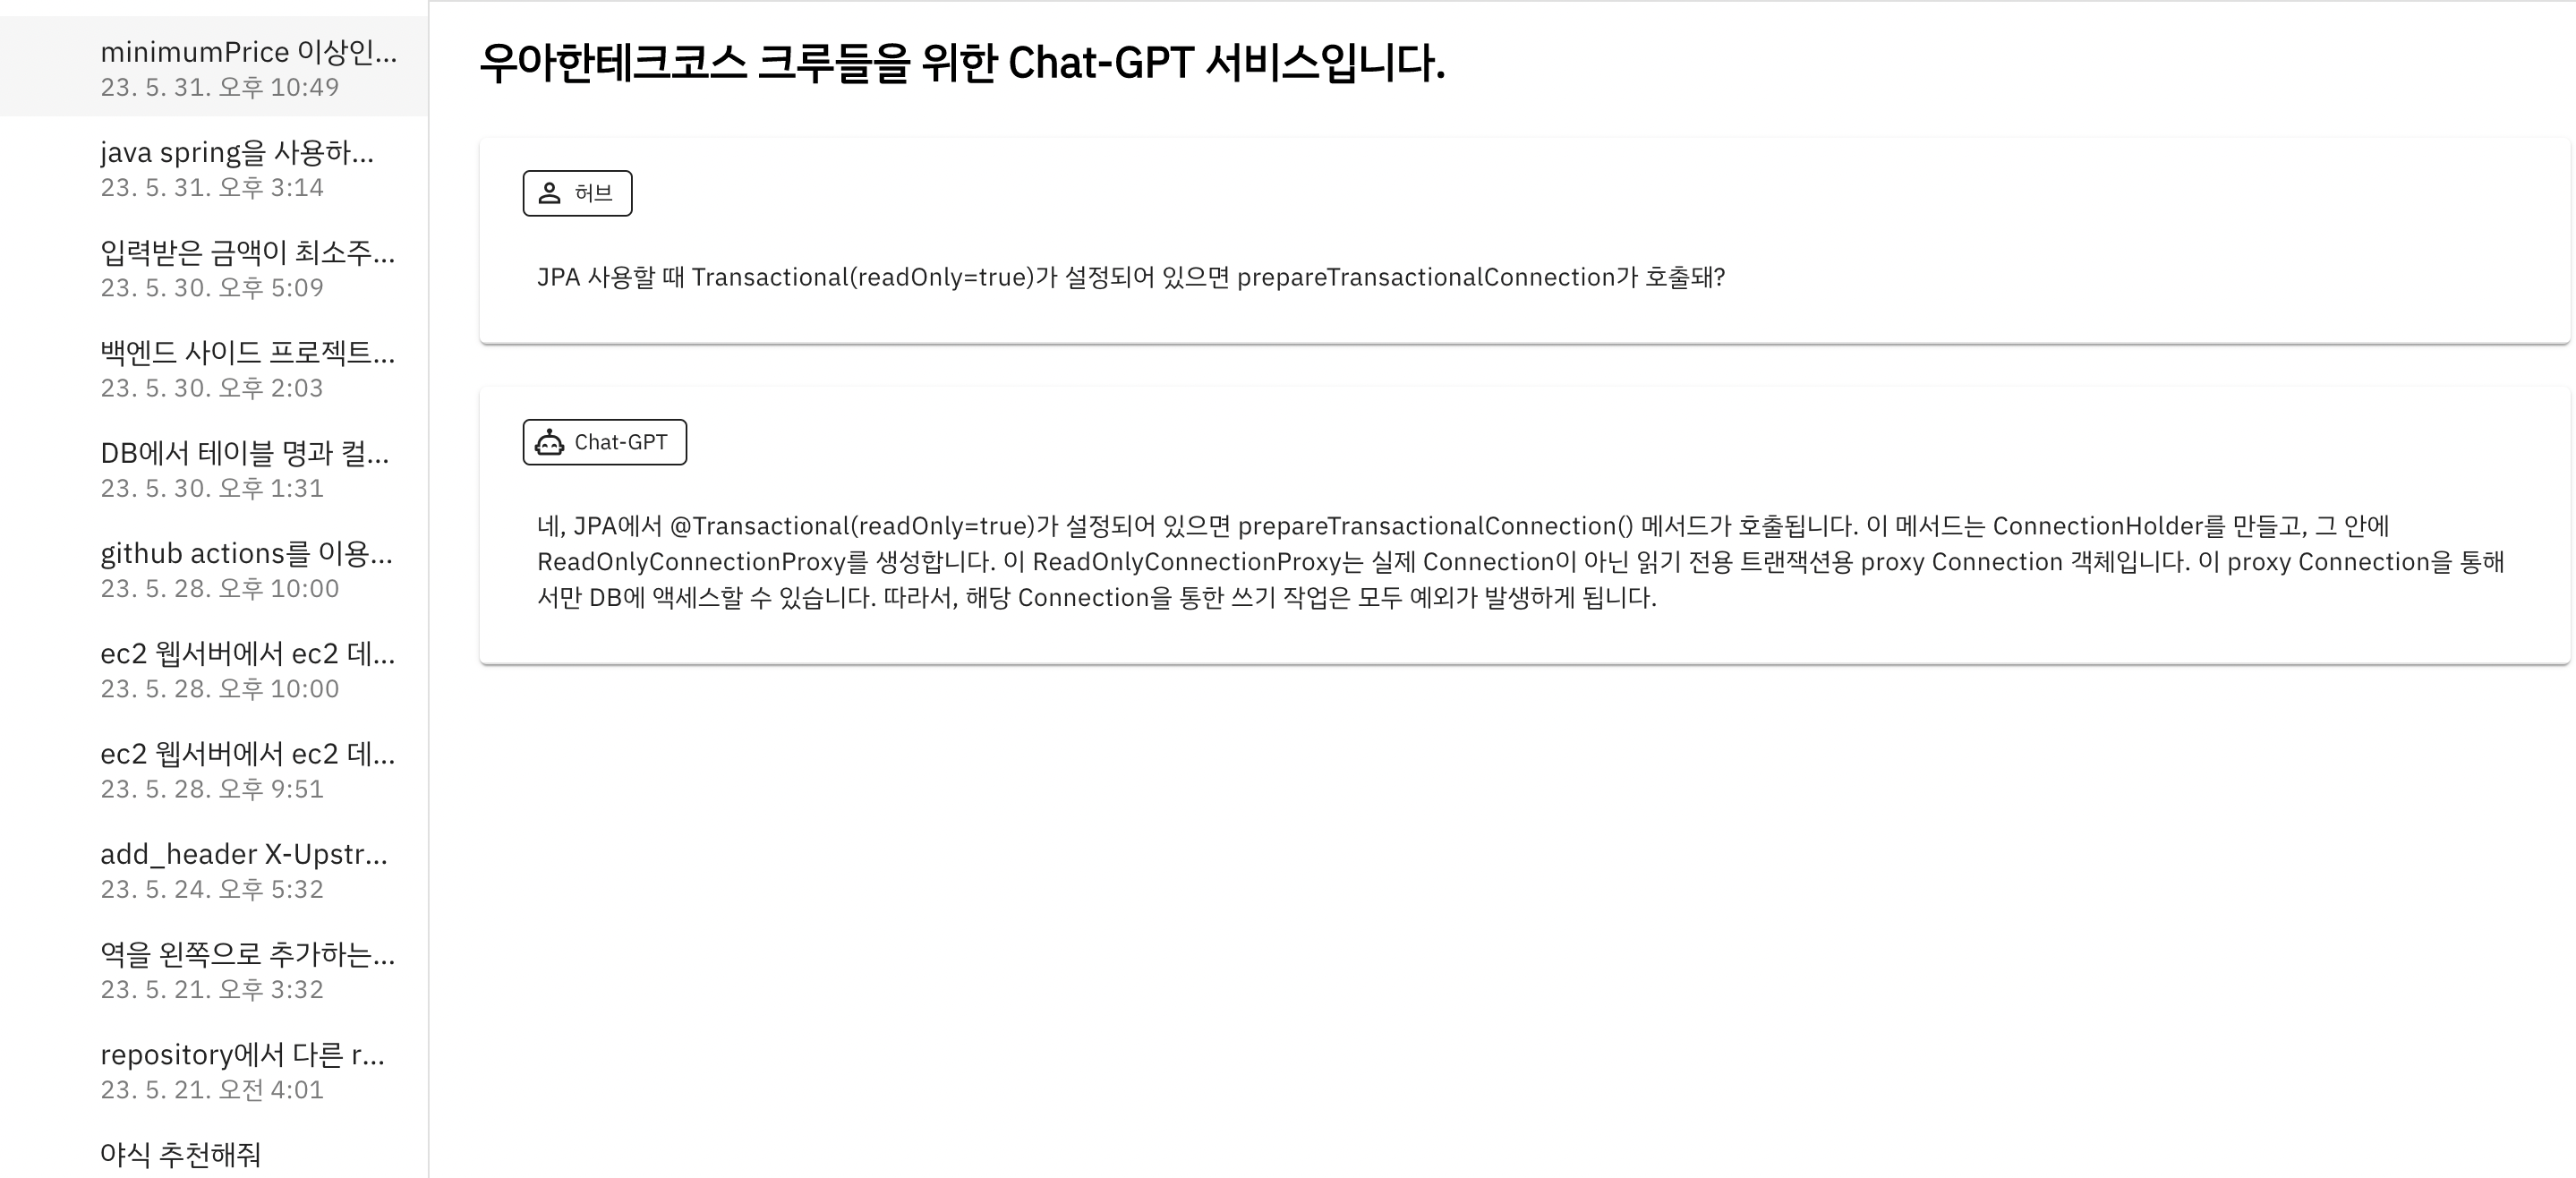 minimumPrice 이상인...
23. 5. 31. 오후 10:49
java spring을 사용하...
23. 5. 31. 오후 3:14
입력받은 금액이 최소주...
23. 5. 30. 오후 5:09
백엔드 사이드 프로젝트...
23. 5. 30. 오후 2:03
DB에서 테이블 명과 컬...
23. 5. 30. 오후 1:31
github actions를 이용...
23. 5. 28. 오후 10:00
ec2 웹서버에서 ec2 데...
23. 5. 28. 오후 10:00
ec2 웹서버에서 ec2 데...
23. 5. 28. 오후 9:51
add_header X-Upstr...
23. 5. 24. 오후 5:32
역을 왼쪽으로 추가하는...
23. 5. 21. 오후 3:32
repository에서 다른 r...
23. 5. 21. 오전 4:01
야식 추천해줘
우아한테크코스 크루들을 위한 Chat-GPT 서비스입니다.
허브
JPA 사용할 때 Transactional(readOnly=true)가 설정되어 있으면 prepareTransactionalConnection가 호출돼?
Chat-GPT
네, JPA에서 @Transactional(readOnly=true)가 설정되어 있으면 prepareTransactionalConnection() 메서드가 호출됩니다. 이 메서드는 ConnectionHolder를 만들고, 그 안에
ReadOnlyConnectionProxy를 생성합니다. 이 ReadOnlyConnectionProxy는 실제 Connection이 아닌 읽기 전용 트랜잭션용 proxy Connection 객체입니다. 이 proxy Connection을 통해
서만 DB에 액세스할 수 있습니다. 따라서, 해당 Connection을 통한 쓰기 작업은 모두 예외가 발생하게 됩니다.